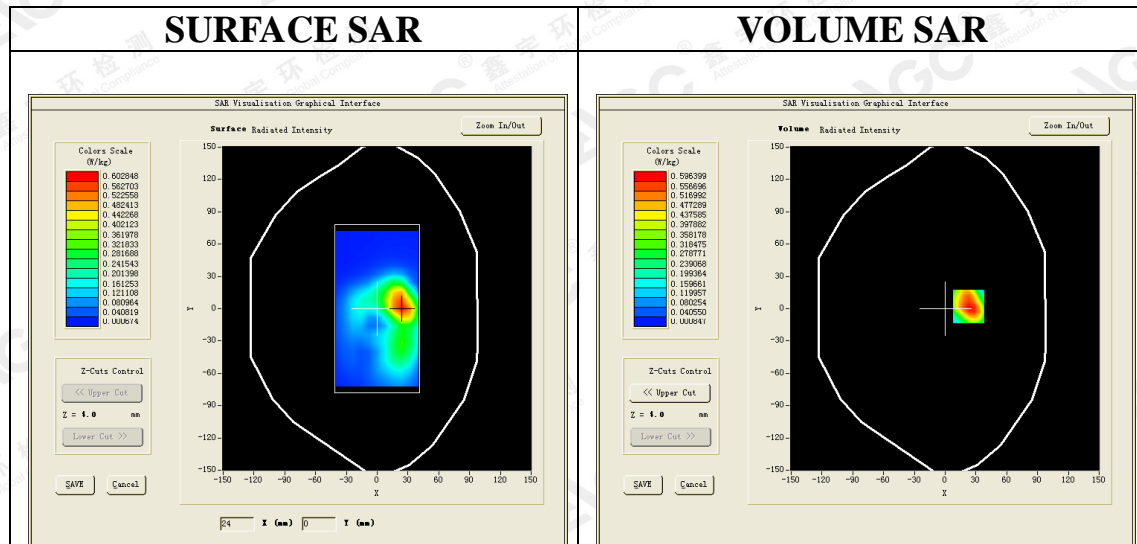 SURFACE SAR
SAR Visualisation Graphical Interface
Surface Radiated Intensity
Zoom In/Out
Colors Scale
(W/kg)
0.602848
0.562703
0.522558
0.482413
0.442268
0.402123
0.361978
0.321833
0.281688
0.241543
0.201398
0.161253
0.121108
0.080964
0.040819
0.000674
150
120
90
60
30
0
-30
-60
-90
-120
-150
Y
-150 -120 -90 -60 -30 0 30 60 90 120 150
X
Z-Cuts Control
<< Upper Cut
Z = 4.0 mm
Lower Cut >>
SAVE
Cancel
24 X (mm) 0 Y (mm)
VOLUME SAR
SAR Visualisation Graphical Interface
Volume Radiated Intensity
Zoom In/Out
Colors Scale
(W/kg)
0.596399
0.556696
0.516992
0.477289
0.437585
0.397882
0.358178
0.318475
0.278771
0.239068
0.199364
0.159661
0.119957
0.080254
0.040550
0.000847
150
120
90
60
30
0
-30
-60
-90
-120
-150
Y
-150 -120 -90 -60 -30 0 30 60 90 120 150
X
Z-Cuts Control
<< Upper Cut
Z = 4.0 mm
Lower Cut >>
SAVE
Cancel